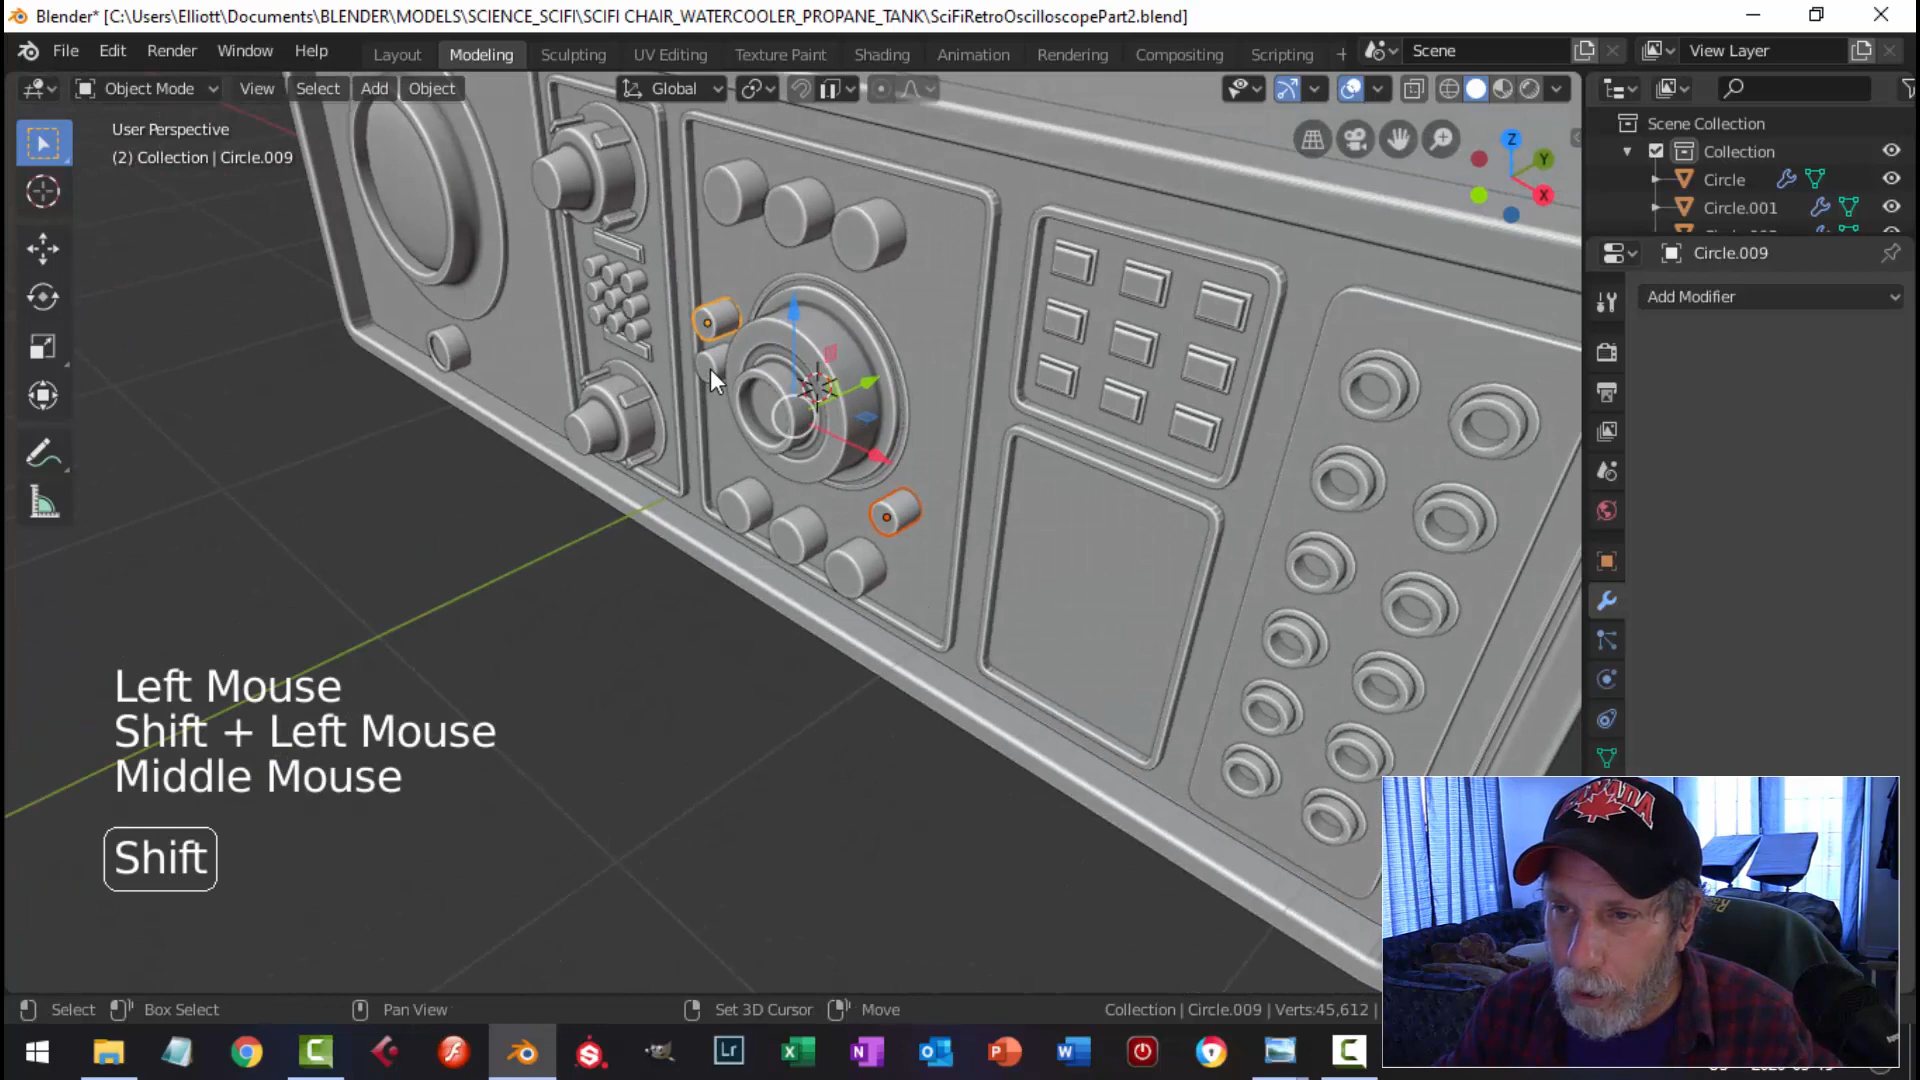 Blender* [C:\Users\Elliott\Documents\BLENDER\MODELS\SCIENCE_SCIFI\SCIFI CHAIR_WATERCOOLER_PROPANE_TANK\SciFiRetroOscilloscopePart2.blend]
File Edit Render Window Help Layout Modeling Sculpting UV Editing Texture Paint Shading Animation Rendering Compositing Scripting + Scene View Layer
Object Mode View Select Add Object Global
User Perspective
(2) Collection | Circle.009
Z
Y
X
Scene Collection
Collection
Circle
Circle.001
Circle.009
Add Modifier
Left Mouse
Shift + Left Mouse
Middle Mouse
Shift
CANADA
Select Box Select Pan View Set 3D Cursor Move Collection | Circle.009 | Verts:45,612 |
Lr